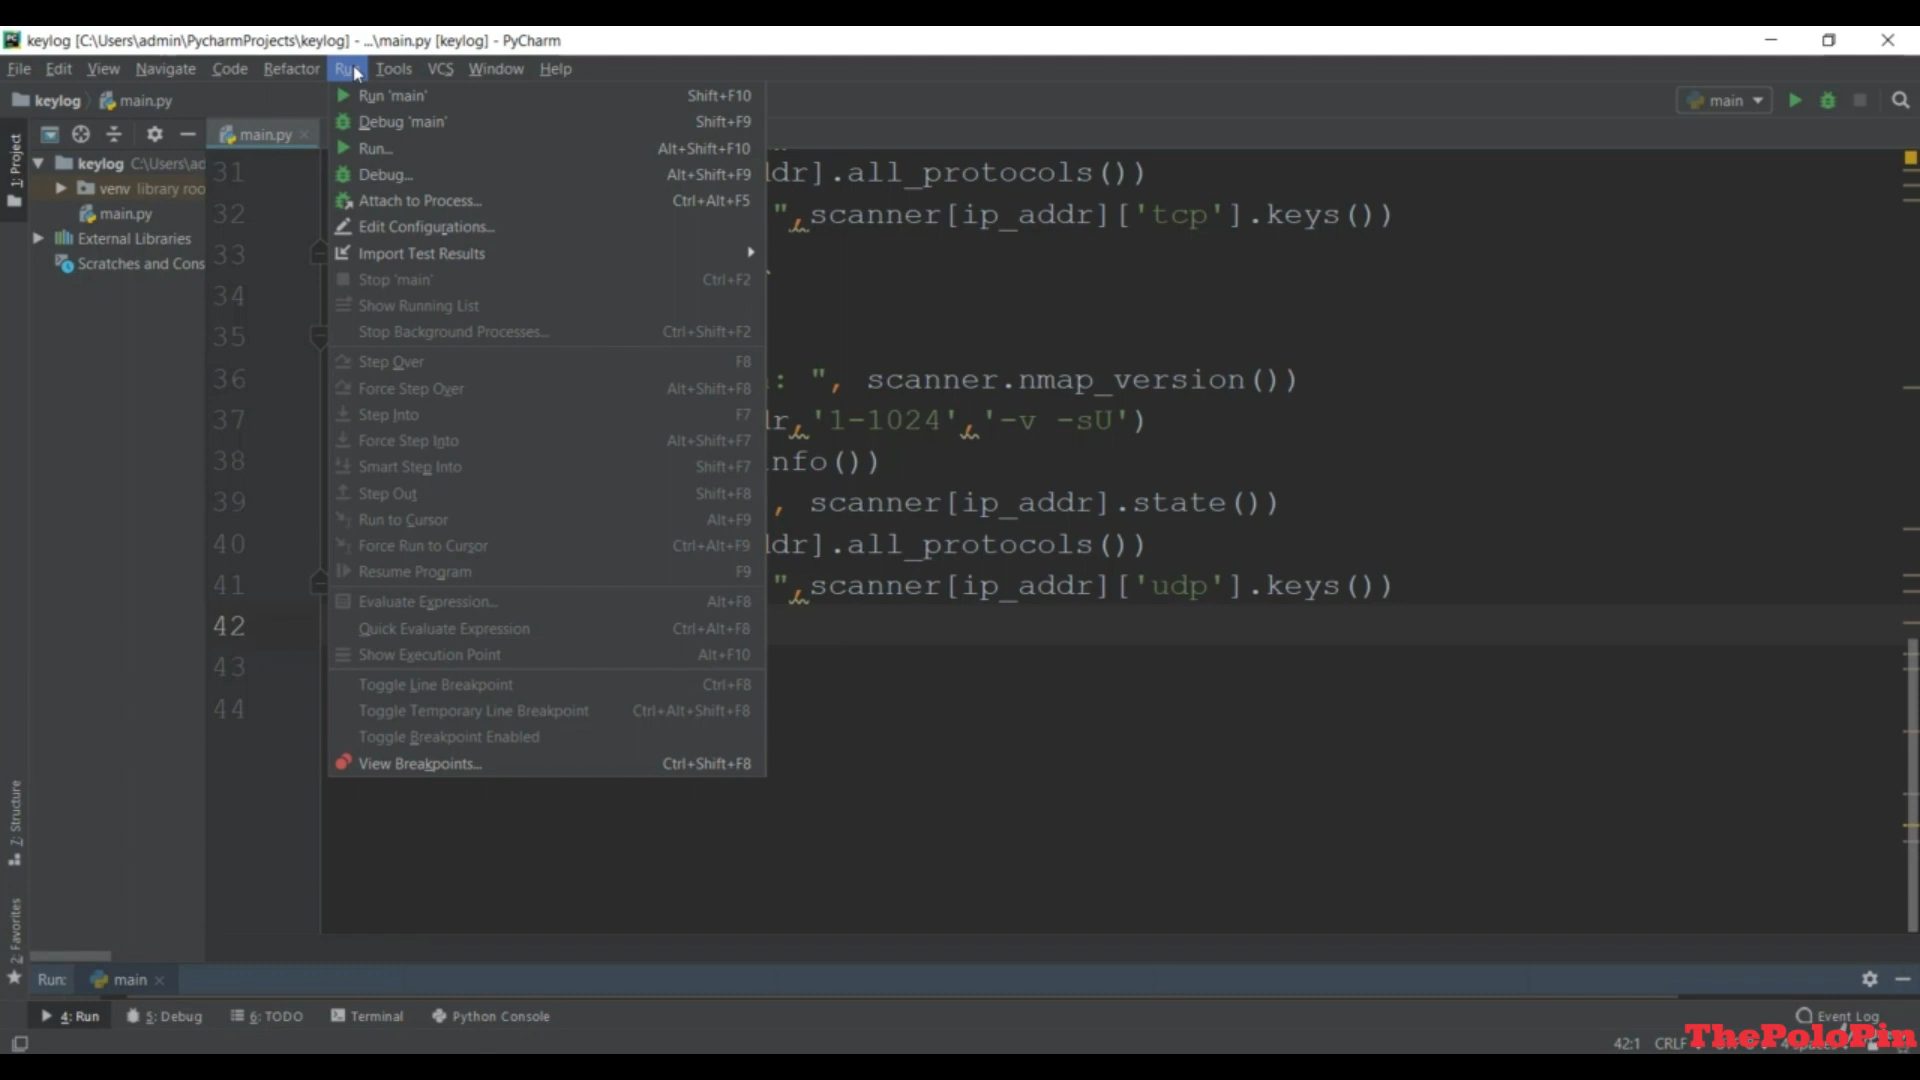 keylog [C:\Users\admin\PycharmProjects\keylog] - ...\main.py [keylog] - PyCharm
File Edit View Navigate Code Refactor Tools VCS Window Help
keylog main.py
main
1: Project
main.py
keylog C:\Users\ad
venv library roo
main.py
External Libraries
Scratches and Cons
Run 'main' Shift+F10
Debug 'main' Shift+F9
Run... Alt+Shift+F10
Debug... Alt+Shift+F9
Attach to Process... Ctrl+Alt+F5
Edit Configurations...
Import Test Results
Stop 'main' Ctrl+F2
Show Running List
Stop Background Processes... Ctrl+Shift+F2
Step Over F8
Force Step Over Alt+Shift+F8
Step Into F7
Force Step Into Alt+Shift+F7
Smart Step Into Shift+F7
Step Out Shift+F8
Run to Cursor Alt+F9
Force Run to Cursor Ctrl+Alt+F9
Resume Program F9
Evaluate Expression... Alt+F8
Quick Evaluate Expression Ctrl+Alt+F8
Show Execution Point Alt+F10
Toggle Line Breakpoint Ctrl+F8
Toggle Temporary Line Breakpoint Ctrl+Alt+Shift+F8
Toggle Breakpoint Enabled
View Breakpoints... Ctrl+Shift+F8
31 ddr].all_protocols())
32 ",scanner[ip_addr]['tcp'].keys())
33
34
35
36 : ", scanner.nmap_version())
37 r,'1-1024','-v -sU')
38 nfo())
39 , scanner[ip_addr].state())
40 ddr].all_protocols())
41 ",scanner[ip_addr]['udp'].keys())
42
43
44
7: Structure
2: Favorites
Run: main
4: Run 5: Debug 6: TODO Terminal Python Console Event Log
42:1 CRLF
ThePoloPin